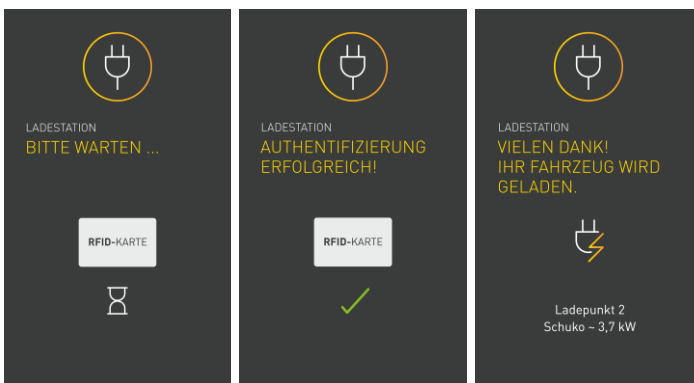 LADESTATION
BITTE WARTEN ...
RFID-KARTE
LADESTATION
AUTHENTIFIZIERUNG
ERFOLGREICH!
RFID-KARTE
LADESTATION
VIELEN DANK!
IHR FAHRZEUG WIRD
GELADEN.
Ladepunkt 2
Schuko ~ 3,7 kW